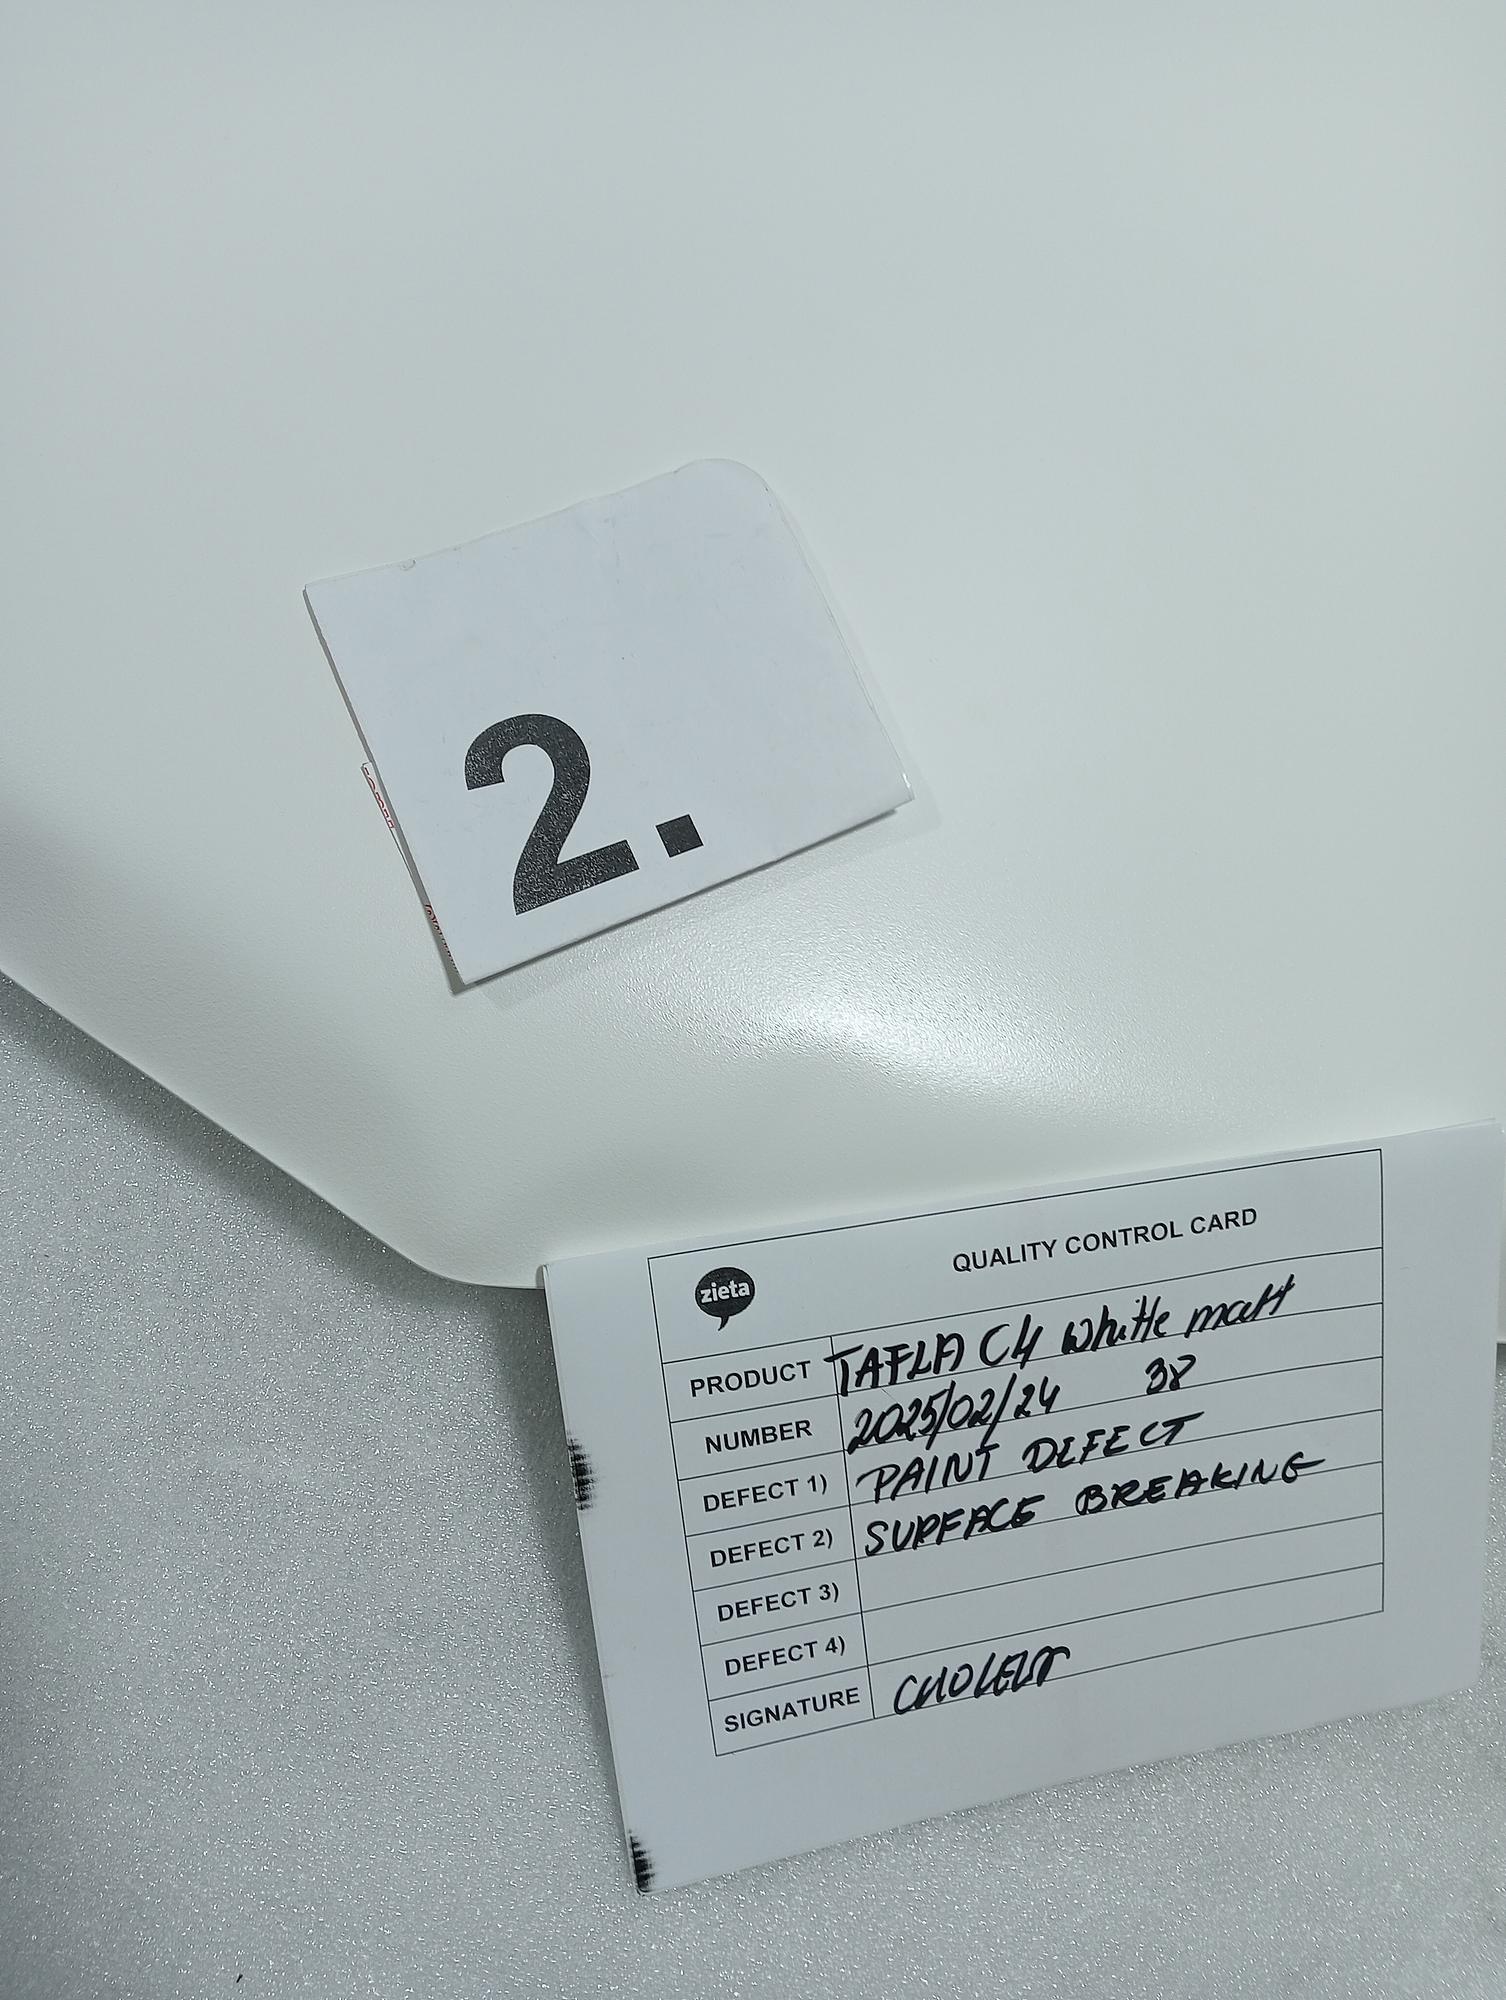 2.
zieta
QUALITY CONTROL CARD
PRODUCT TAFLA C4 whitte matt
NUMBER 2025/02/24 38
DEFECT 1) PAINT DEFECT
DEFECT 2) SURFACE BREAKING
DEFECT 3)
DEFECT 4)
SIGNATURE